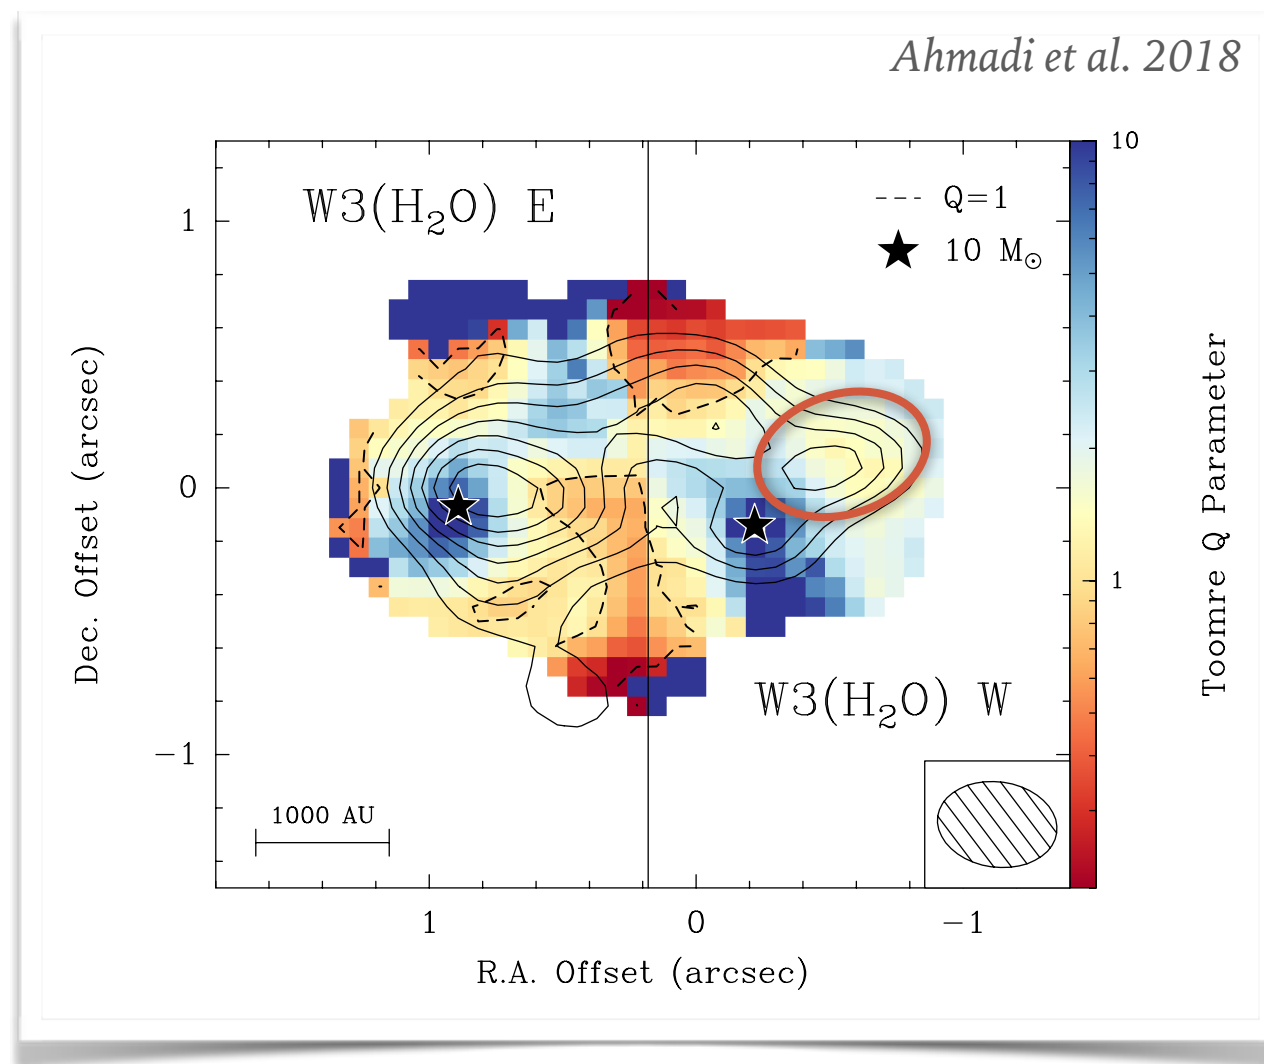 Ahmadi et al. 2018
W3(H₂O) E
Q=1
10 M☉
10
1
0
−1
1
W3(H₂O) W
1000 AU
1
0
−1
Dec. Offset (arcsec)
R.A. Offset (arcsec)
Toomre Q Parameter